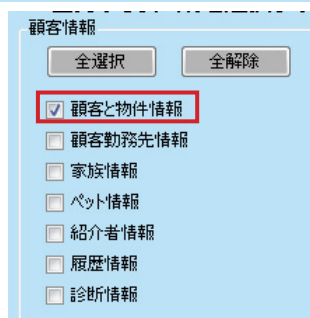 顧客情報
全選択 全解除
顧客と物件情報
顧客勤務先情報
家族情報
ペット情報
紹介者情報
履歴情報
診断情報